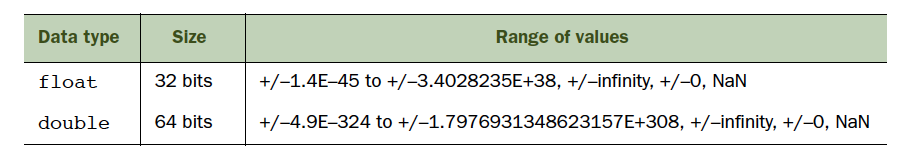 Data type Size Range of values
float 32 bits +/–1.4E–45 to +/–3.4028235E+38, +/–infinity, +/–0, NaN
double 64 bits +/–4.9E–324 to +/–1.7976931348623157E+308, +/–infinity, +/–0, NaN